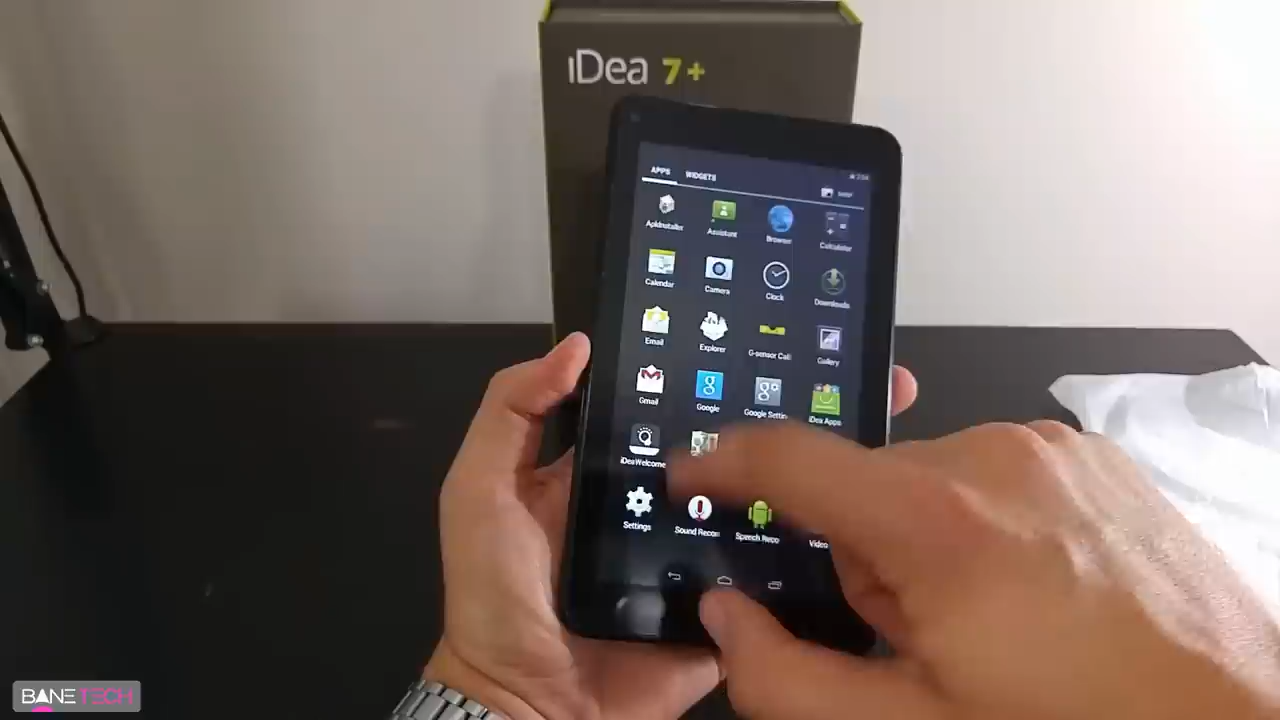 iDea 7+
APPS WIDGETS
ApkInstaller Assistant Browser Calculator
Calendar Camera Clock Downloads
Email Explorer G-sensor Cali Gallery
Gmail Google Google Settin iDea Apps
iDeaWelcome
Settings Sound Recor Speech Reco Video
BANETECH